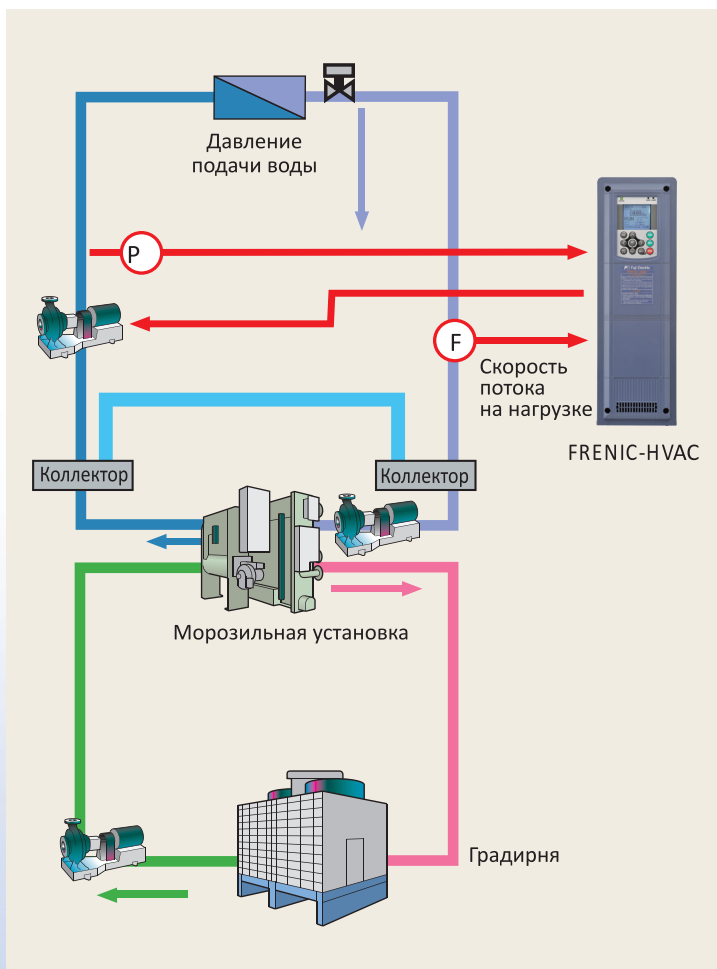 Давление
подачи воды
P
F
Скорость
потока
на нагрузке
FRENIC-HVAC
Коллектор
Коллектор
Морозильная установка
Градирня